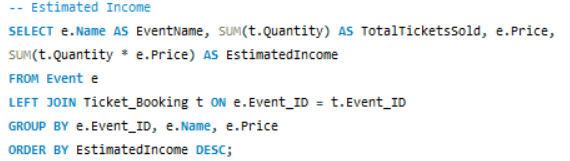 -- Estimated Income
SELECT e.Name AS EventName, SUM(t.Quantity) AS TotalTicketsSold, e.Price,
SUM(t.Quantity * e.Price) AS EstimatedIncome
FROM Event e
LEFT JOIN Ticket_Booking t ON e.Event_ID = t.Event_ID
GROUP BY e.Event_ID, e.Name, e.Price
ORDER BY EstimatedIncome DESC;